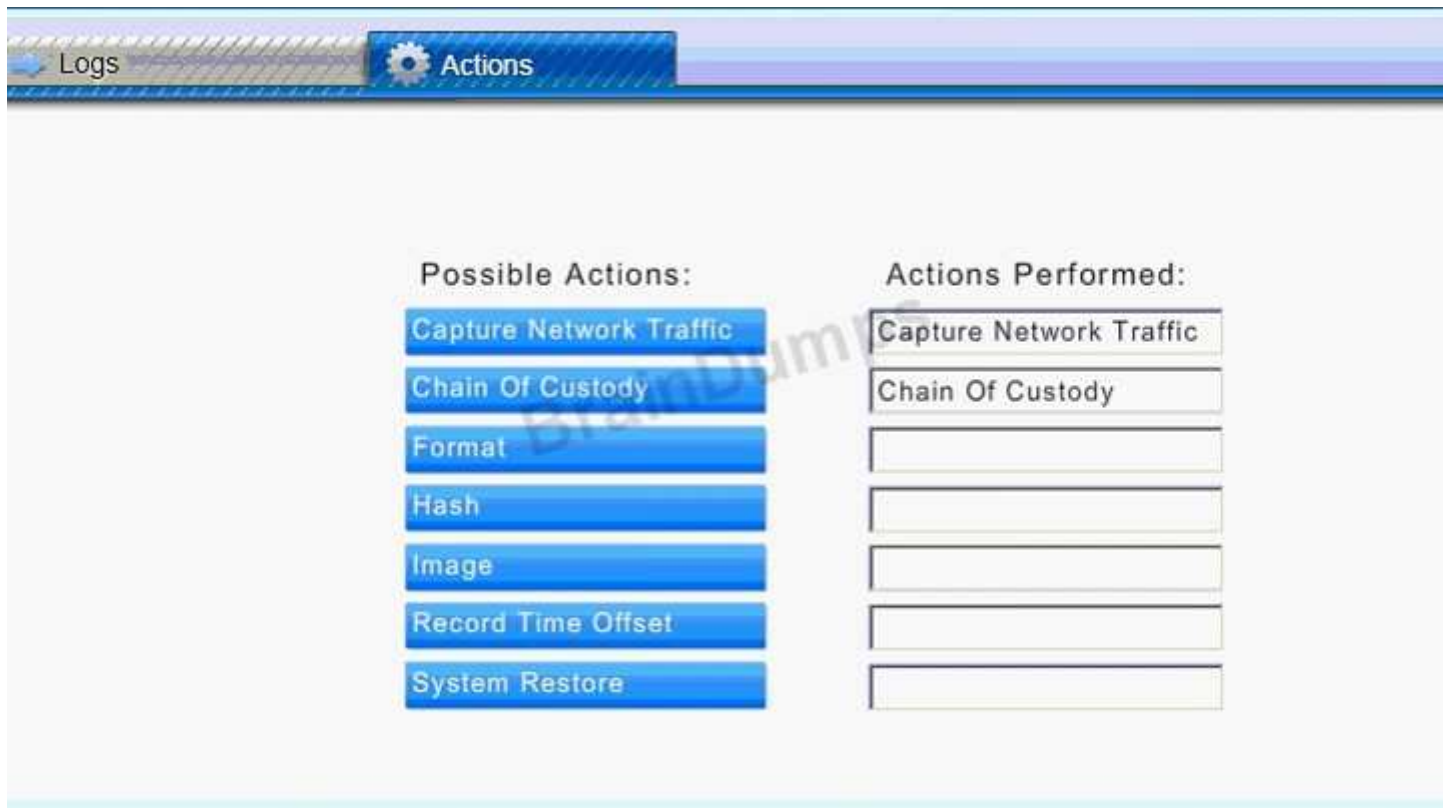 Logs
Actions
Possible Actions:
Actions Performed:
Capture Network Traffic
Capture Network Traffic
Chain Of Custody
Chain Of Custody
Format
Hash
Image
Record Time Offset
System Restore
BrainDumps